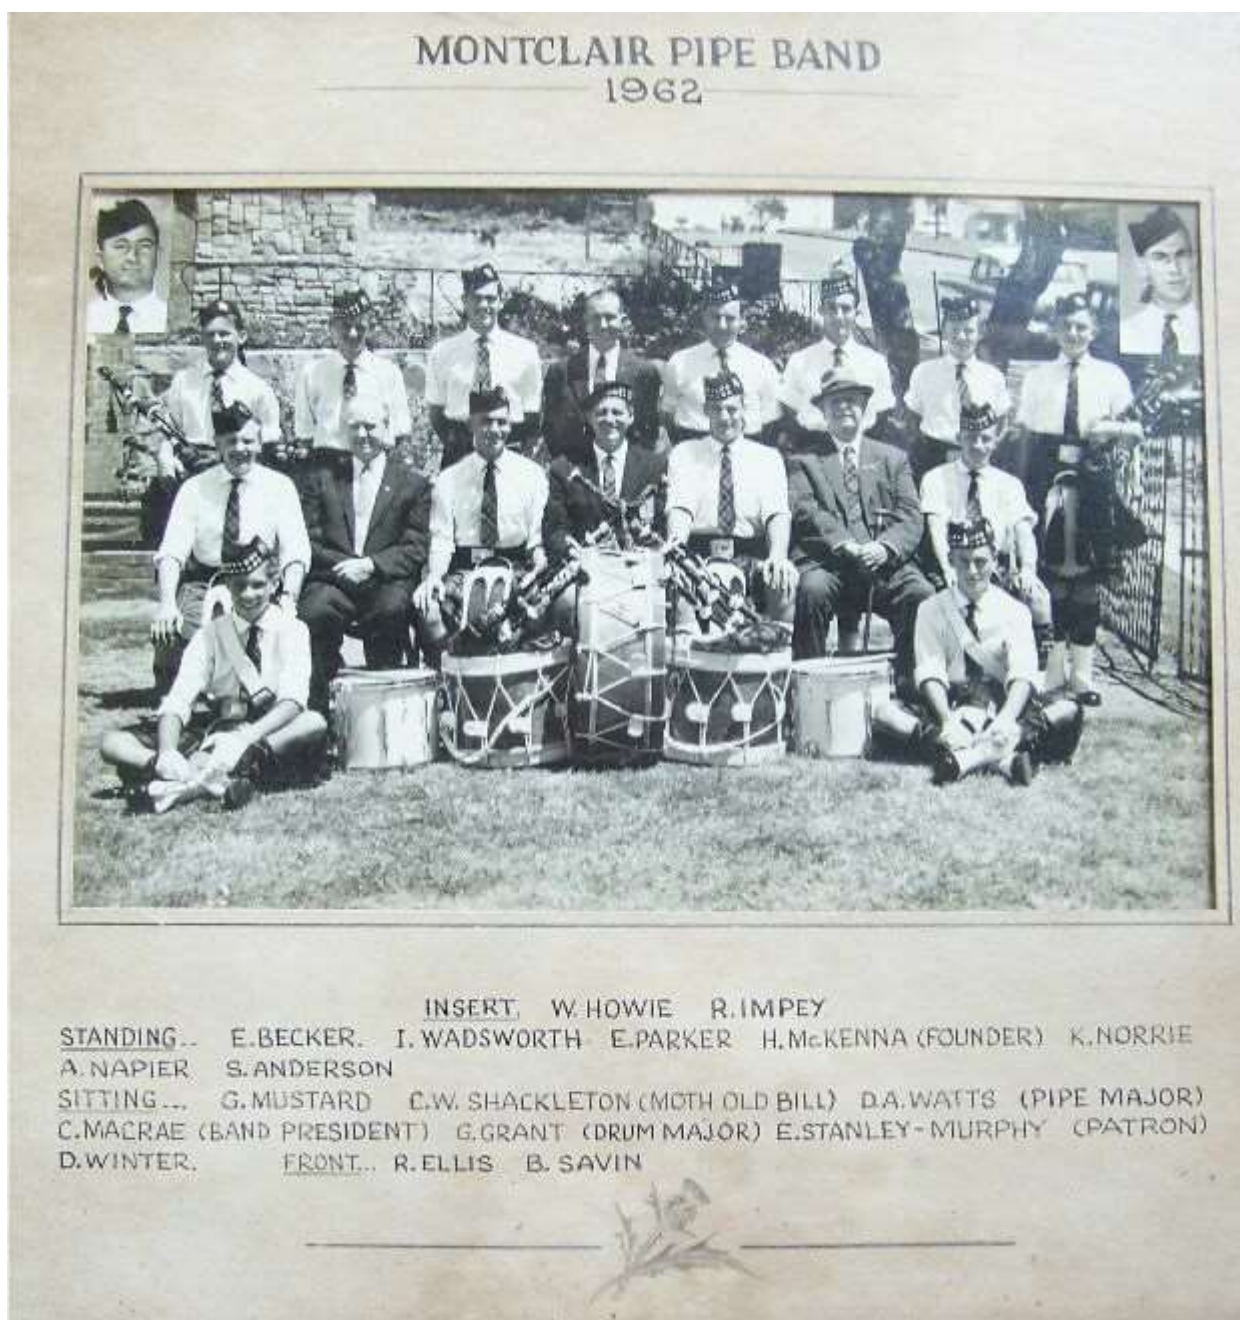 MONTCLAIR PIPE BAND
1962
INSERT. W. HOWIE R. IMPEY
STANDING.. E. BECKER. I. WADSWORTH E. PARKER H. McKENNA (FOUNDER) K. NORRIE
A. NAPIER S. ANDERSON
SITTING... G. MUSTARD C.W. SHACKLETON (MOTH OLD BILL) D.A. WATTS (PIPE MAJOR)
C. MACRAE (BAND PRESIDENT) G. GRANT (DRUM MAJOR) E. STANLEY-MURPHY (PATRON)
D. WINTER. FRONT... R. ELLIS B. SAVIN